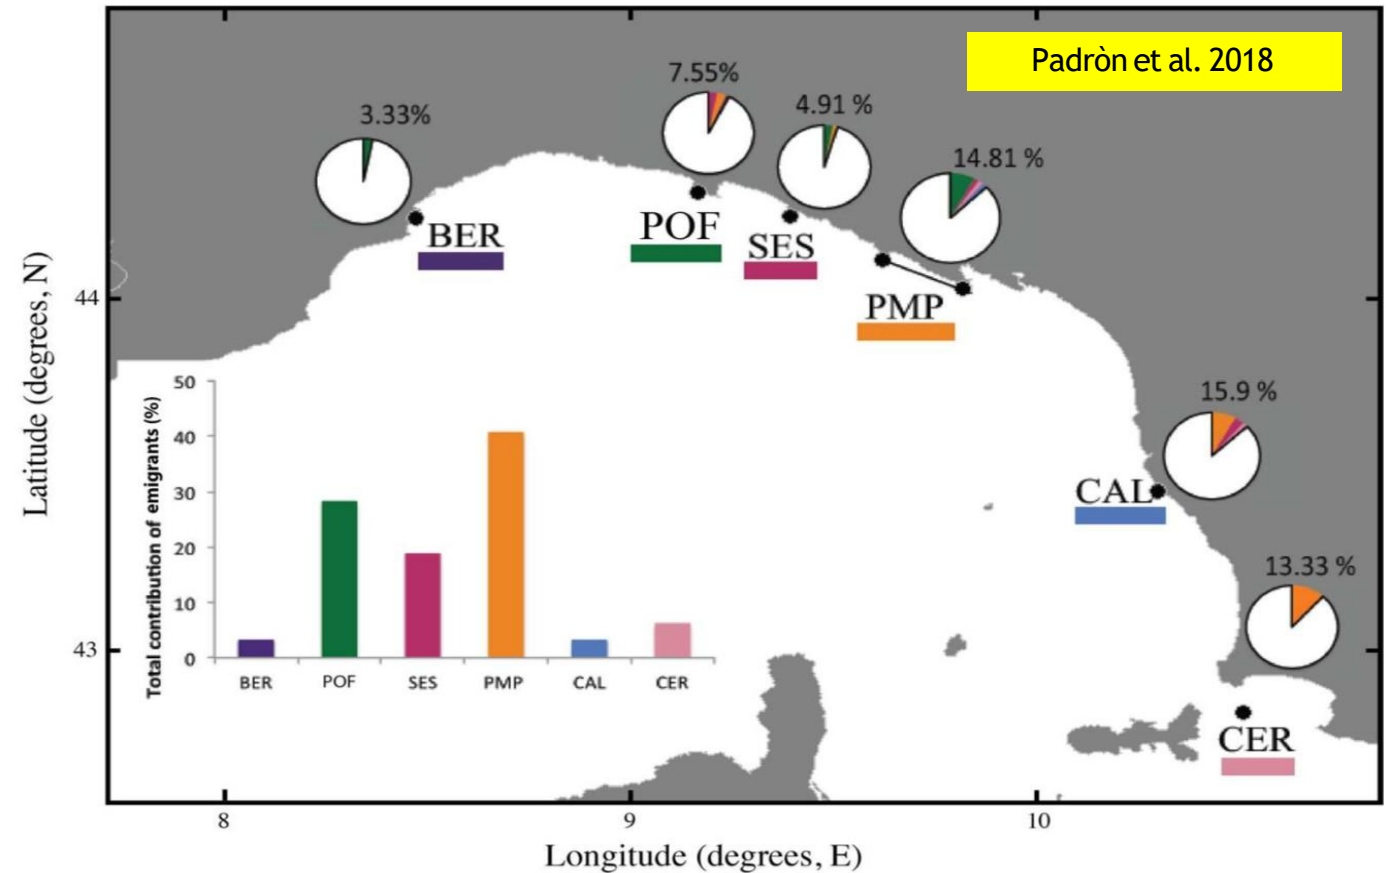 Padròn et al. 2018
7.55%
4.91 %
3.33%
14.81 %
BER
POF
SES
PMP
15.9 %
CAL
13.33 %
CER
Latitude (degrees, N)
44
43
Total contribution of emigrants (%)
50
40
30
20
10
0
BER POF SES PMP CAL CER
8 9 10
Longitude (degrees, E)